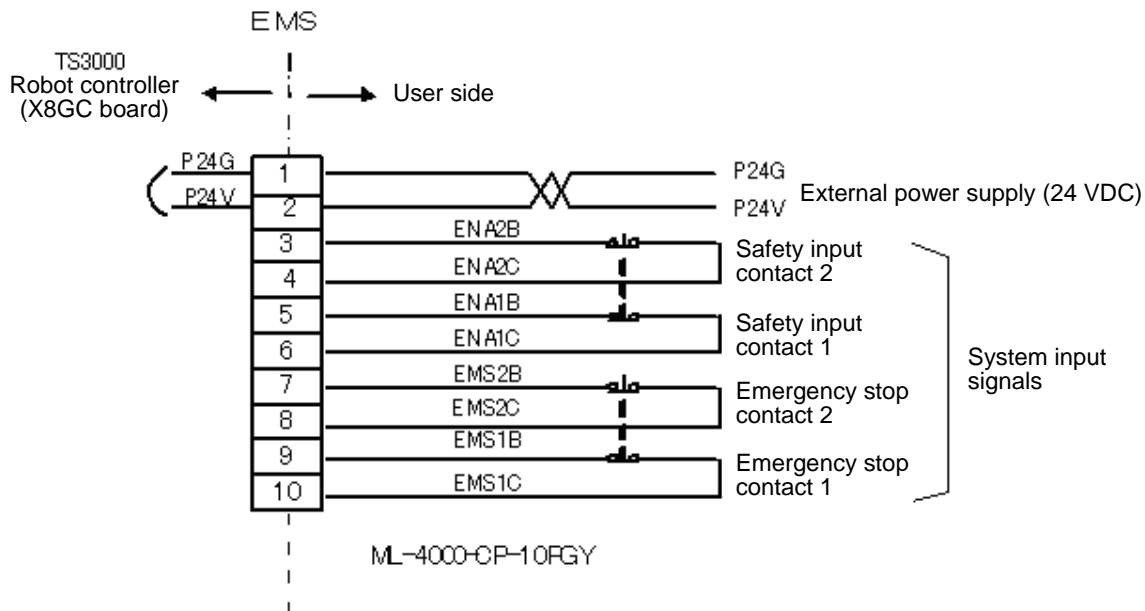 EMS
TS3000
Robot controller
(X8GC board)
User side
P24G
1
P24G
P24V
2
P24V
External power supply (24 VDC)
ENA2B
3
Safety input
contact 2
ENA2C
4
ENA1B
5
Safety input
contact 1
ENA1C
6
System input
signals
EMS2B
7
Emergency stop
contact 2
EMS2C
8
EMS1B
9
Emergency stop
contact 1
EMS1C
10
ML-4000-CP-10FGY